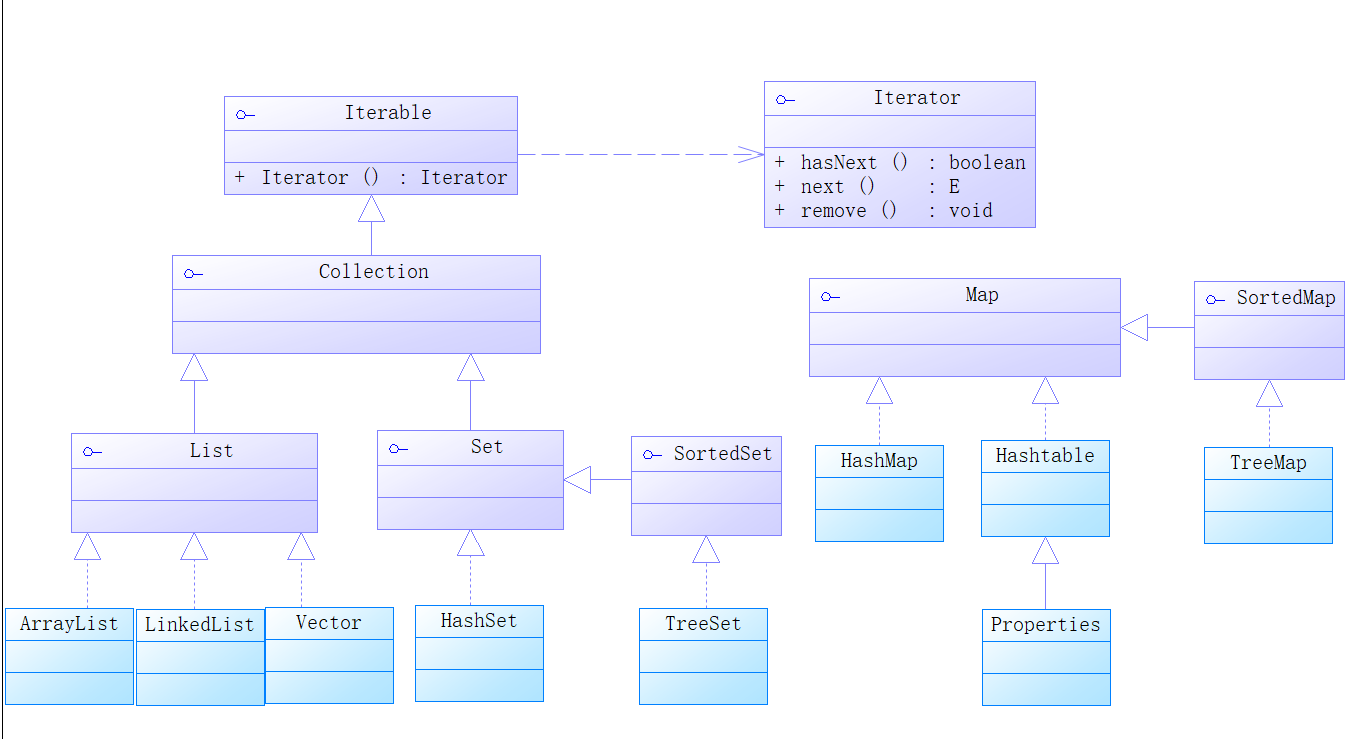 Iterable
+ Iterator () : Iterator
Iterator
+ hasNext () : boolean
+ next () : E
+ remove () : void
Collection
Map
SortedMap
List
Set
SortedSet
HashMap
Hashtable
TreeMap
ArrayList
LinkedList
Vector
HashSet
TreeSet
Properties